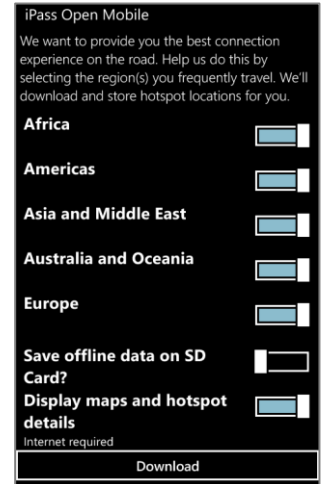 iPass Open Mobile
We want to provide you the best connection
experience on the road. Help us do this by
selecting the region(s) you frequently travel. We'll
download and store hotspot locations for you.
Africa
Americas
Asia and Middle East
Australia and Oceania
Europe
Save offline data on SD
Card?
Display maps and hotspot
details
Internet required
Download